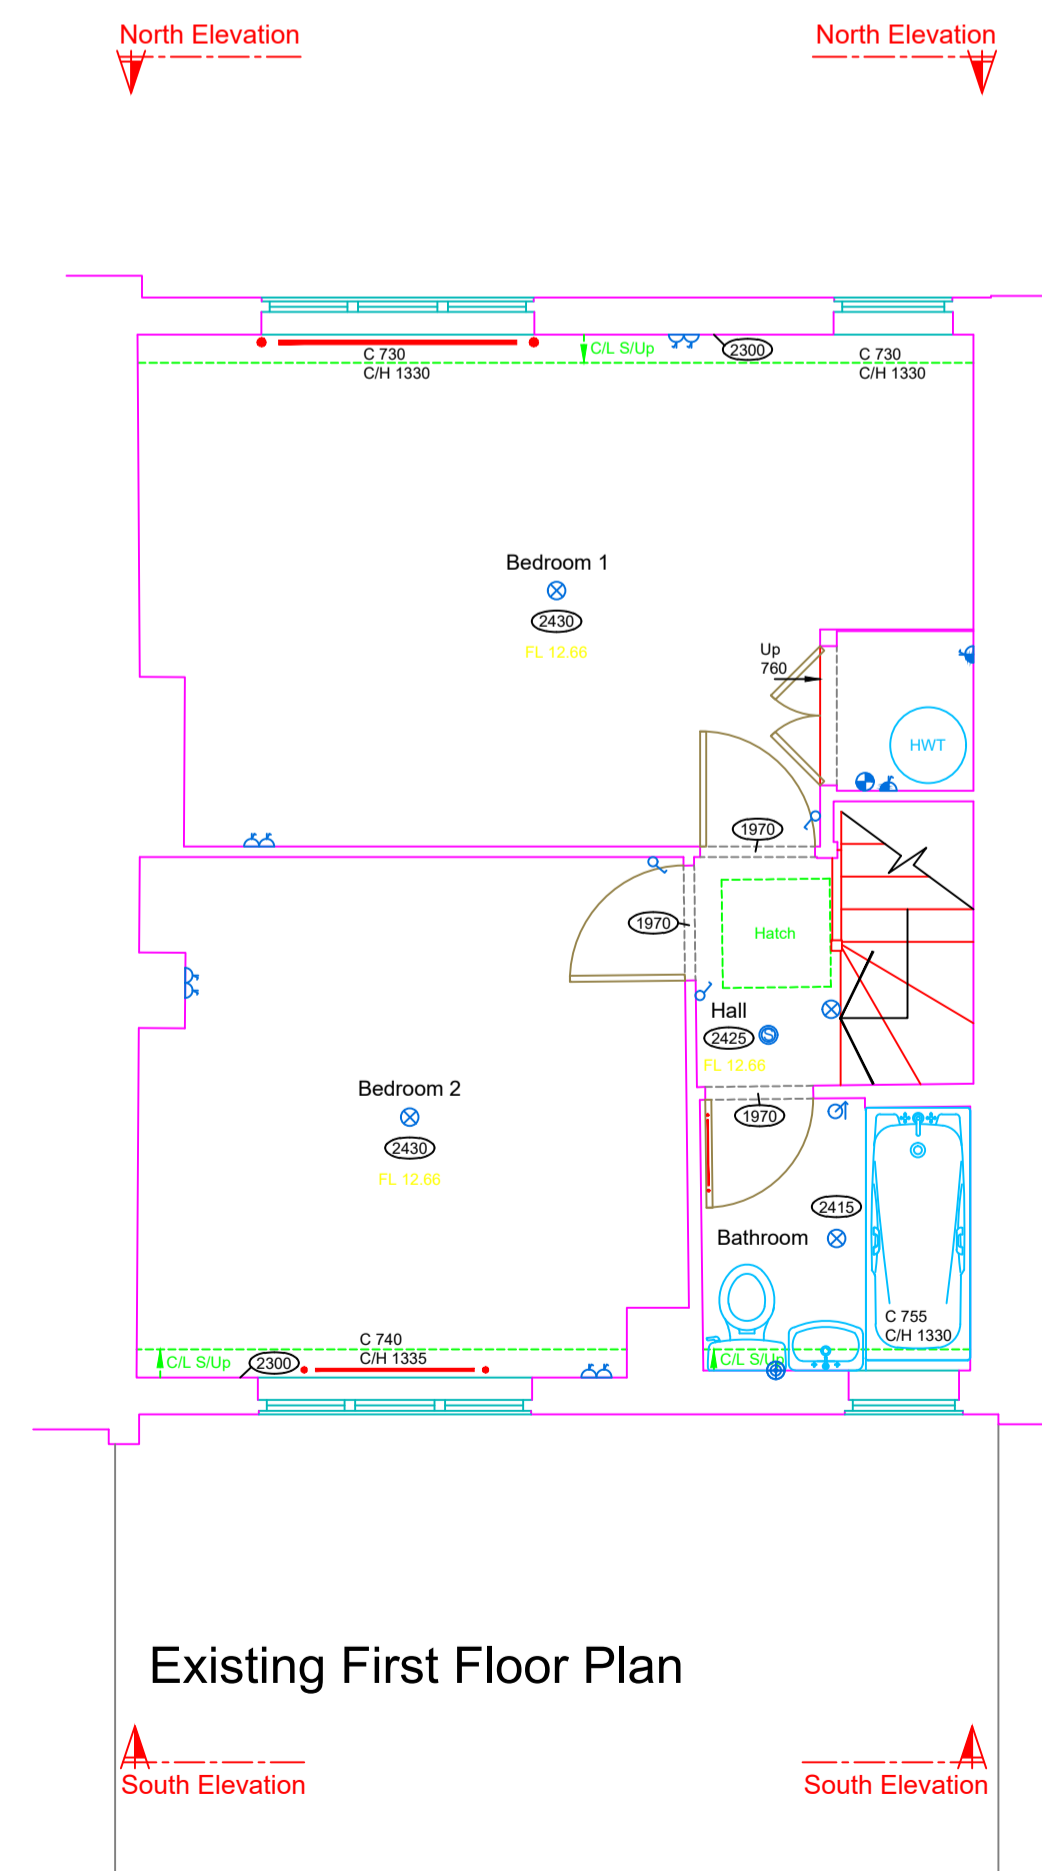 North Elevation
North Elevation
C/L S/Up
2300
C 730
C/H 1330
C 730
C/H 1330
Bedroom 1
2430
FL 12.66
Up
760
HWT
1970
1970
Hatch
Hall
2425
S
FL 12.66
Bedroom 2
2430
FL 12.66
1970
2415
Bathroom
C 755
C/H 1330
C 740
C/H 1335
C/L S/Up
2300
C/L S/Up
Existing First Floor Plan
South Elevation
South Elevation